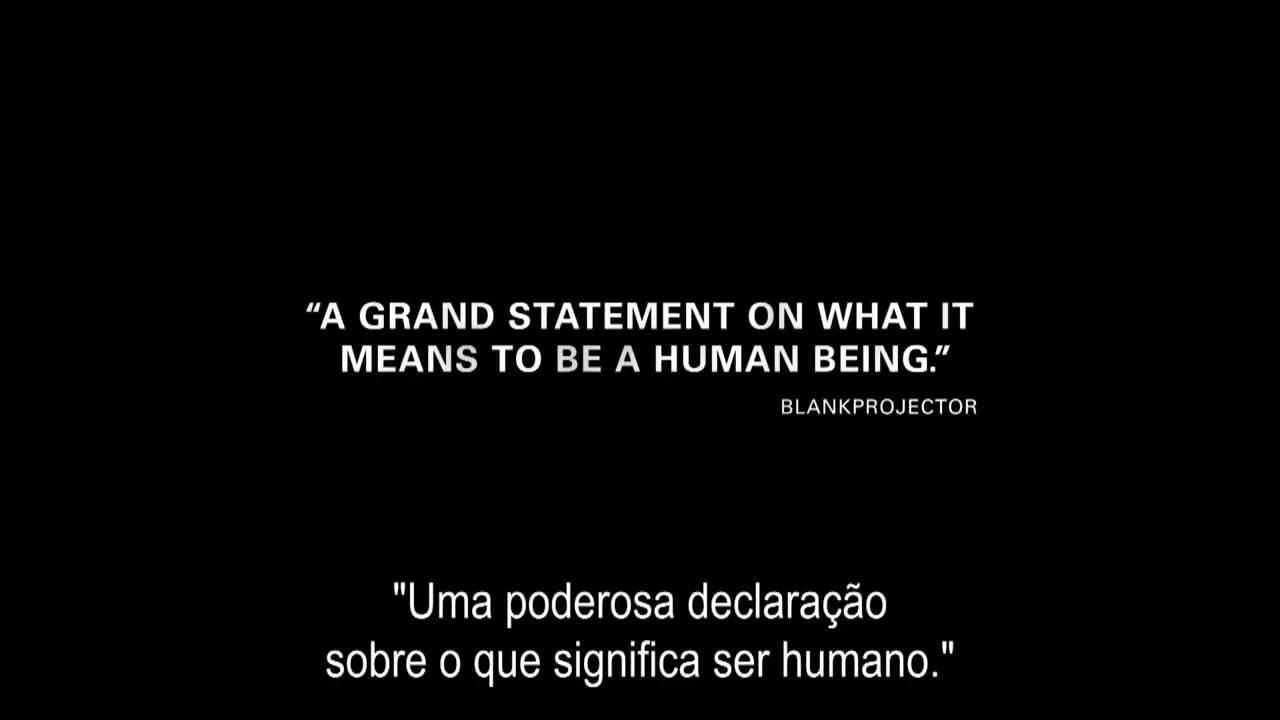 “A GRAND STATEMENT ON WHAT IT
MEANS TO BE A HUMAN BEING.”
BLANKPROJECTOR
"Uma poderosa declaração
sobre o que significa ser humano."